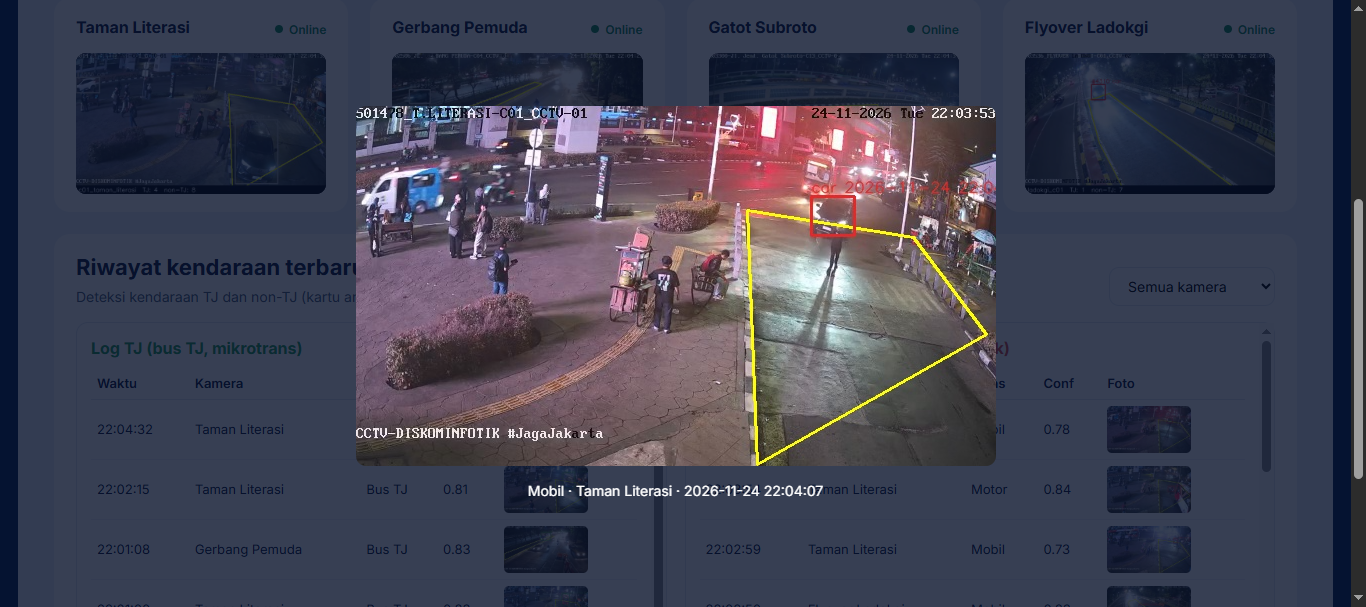 Taman Literasi
Online
Gerbang Pemuda
Online
Gatot Subroto
Online
Flyover Ladokgi
Online
24-11-2026 Tue 22:03:53
Riwayat kendaraan terbaru
Semua kamera
Deteksi kendaraan TJ dan non-TJ (kartu
Log TJ (bus TJ, mikrotrans)
Waktu Kamera
Conf Foto
22:04:32 Taman Literasi
0.78
CCTV-DISKOMINFOTIK #JagaJakarta
22:02:15 Taman Literasi Bus TJ 0.81
Taman Literasi Motor 0.84
Mobil · Taman Literasi · 2026-11-24 22:04:07
22:01:08 Gerbang Pemuda Bus TJ 0.83
22:02:59 Taman Literasi Mobil 0.73